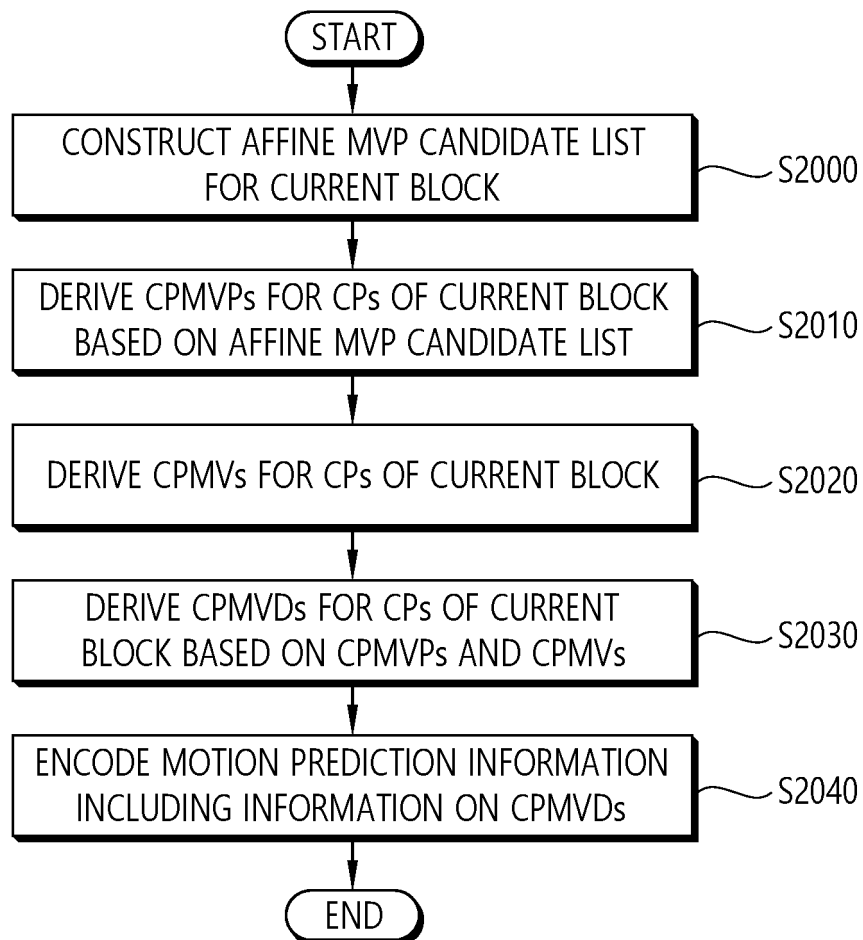 START
CONSTRUCT AFFINE MVP CANDIDATE LIST
FOR CURRENT BLOCK
S2000
DERIVE CPMVPs FOR CPs OF CURRENT BLOCK
BASED ON AFFINE MVP CANDIDATE LIST
S2010
DERIVE CPMVs FOR CPs OF CURRENT BLOCK
S2020
DERIVE CPMVDs FOR CPs OF CURRENT
BLOCK BASED ON CPMVPs AND CPMVs
S2030
ENCODE MOTION PREDICTION INFORMATION
INCLUDING INFORMATION ON CPMVDs
S2040
END